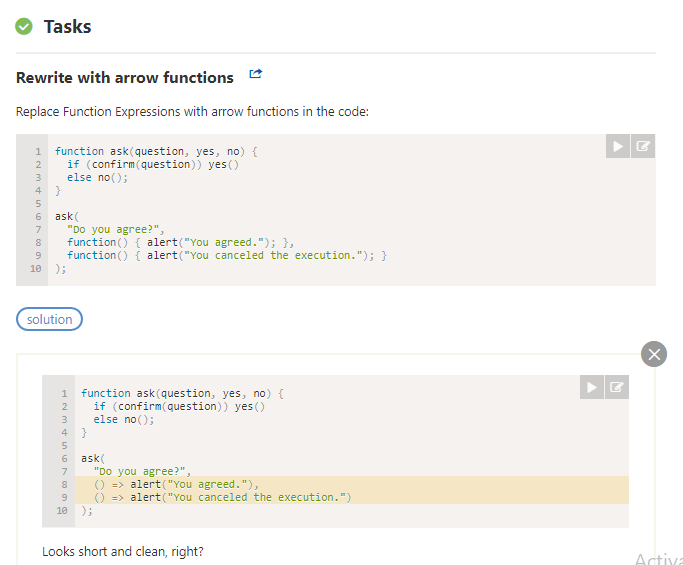 Tasks
Rewrite with arrow functions
Replace Function Expressions with arrow functions in the code:
1 function ask(question, yes, no) {
2   if (confirm(question)) yes()
3   else no();
4 }
5
6 ask(
7   "Do you agree?",
8   function() { alert("You agreed."); },
9   function() { alert("You canceled the execution."); }
10 );
solution
1 function ask(question, yes, no) {
2   if (confirm(question)) yes()
3   else no();
4 }
5
6 ask(
7   "Do you agree?",
8   () => alert("You agreed."),
9   () => alert("You canceled the execution.")
10 );
Looks short and clean, right?